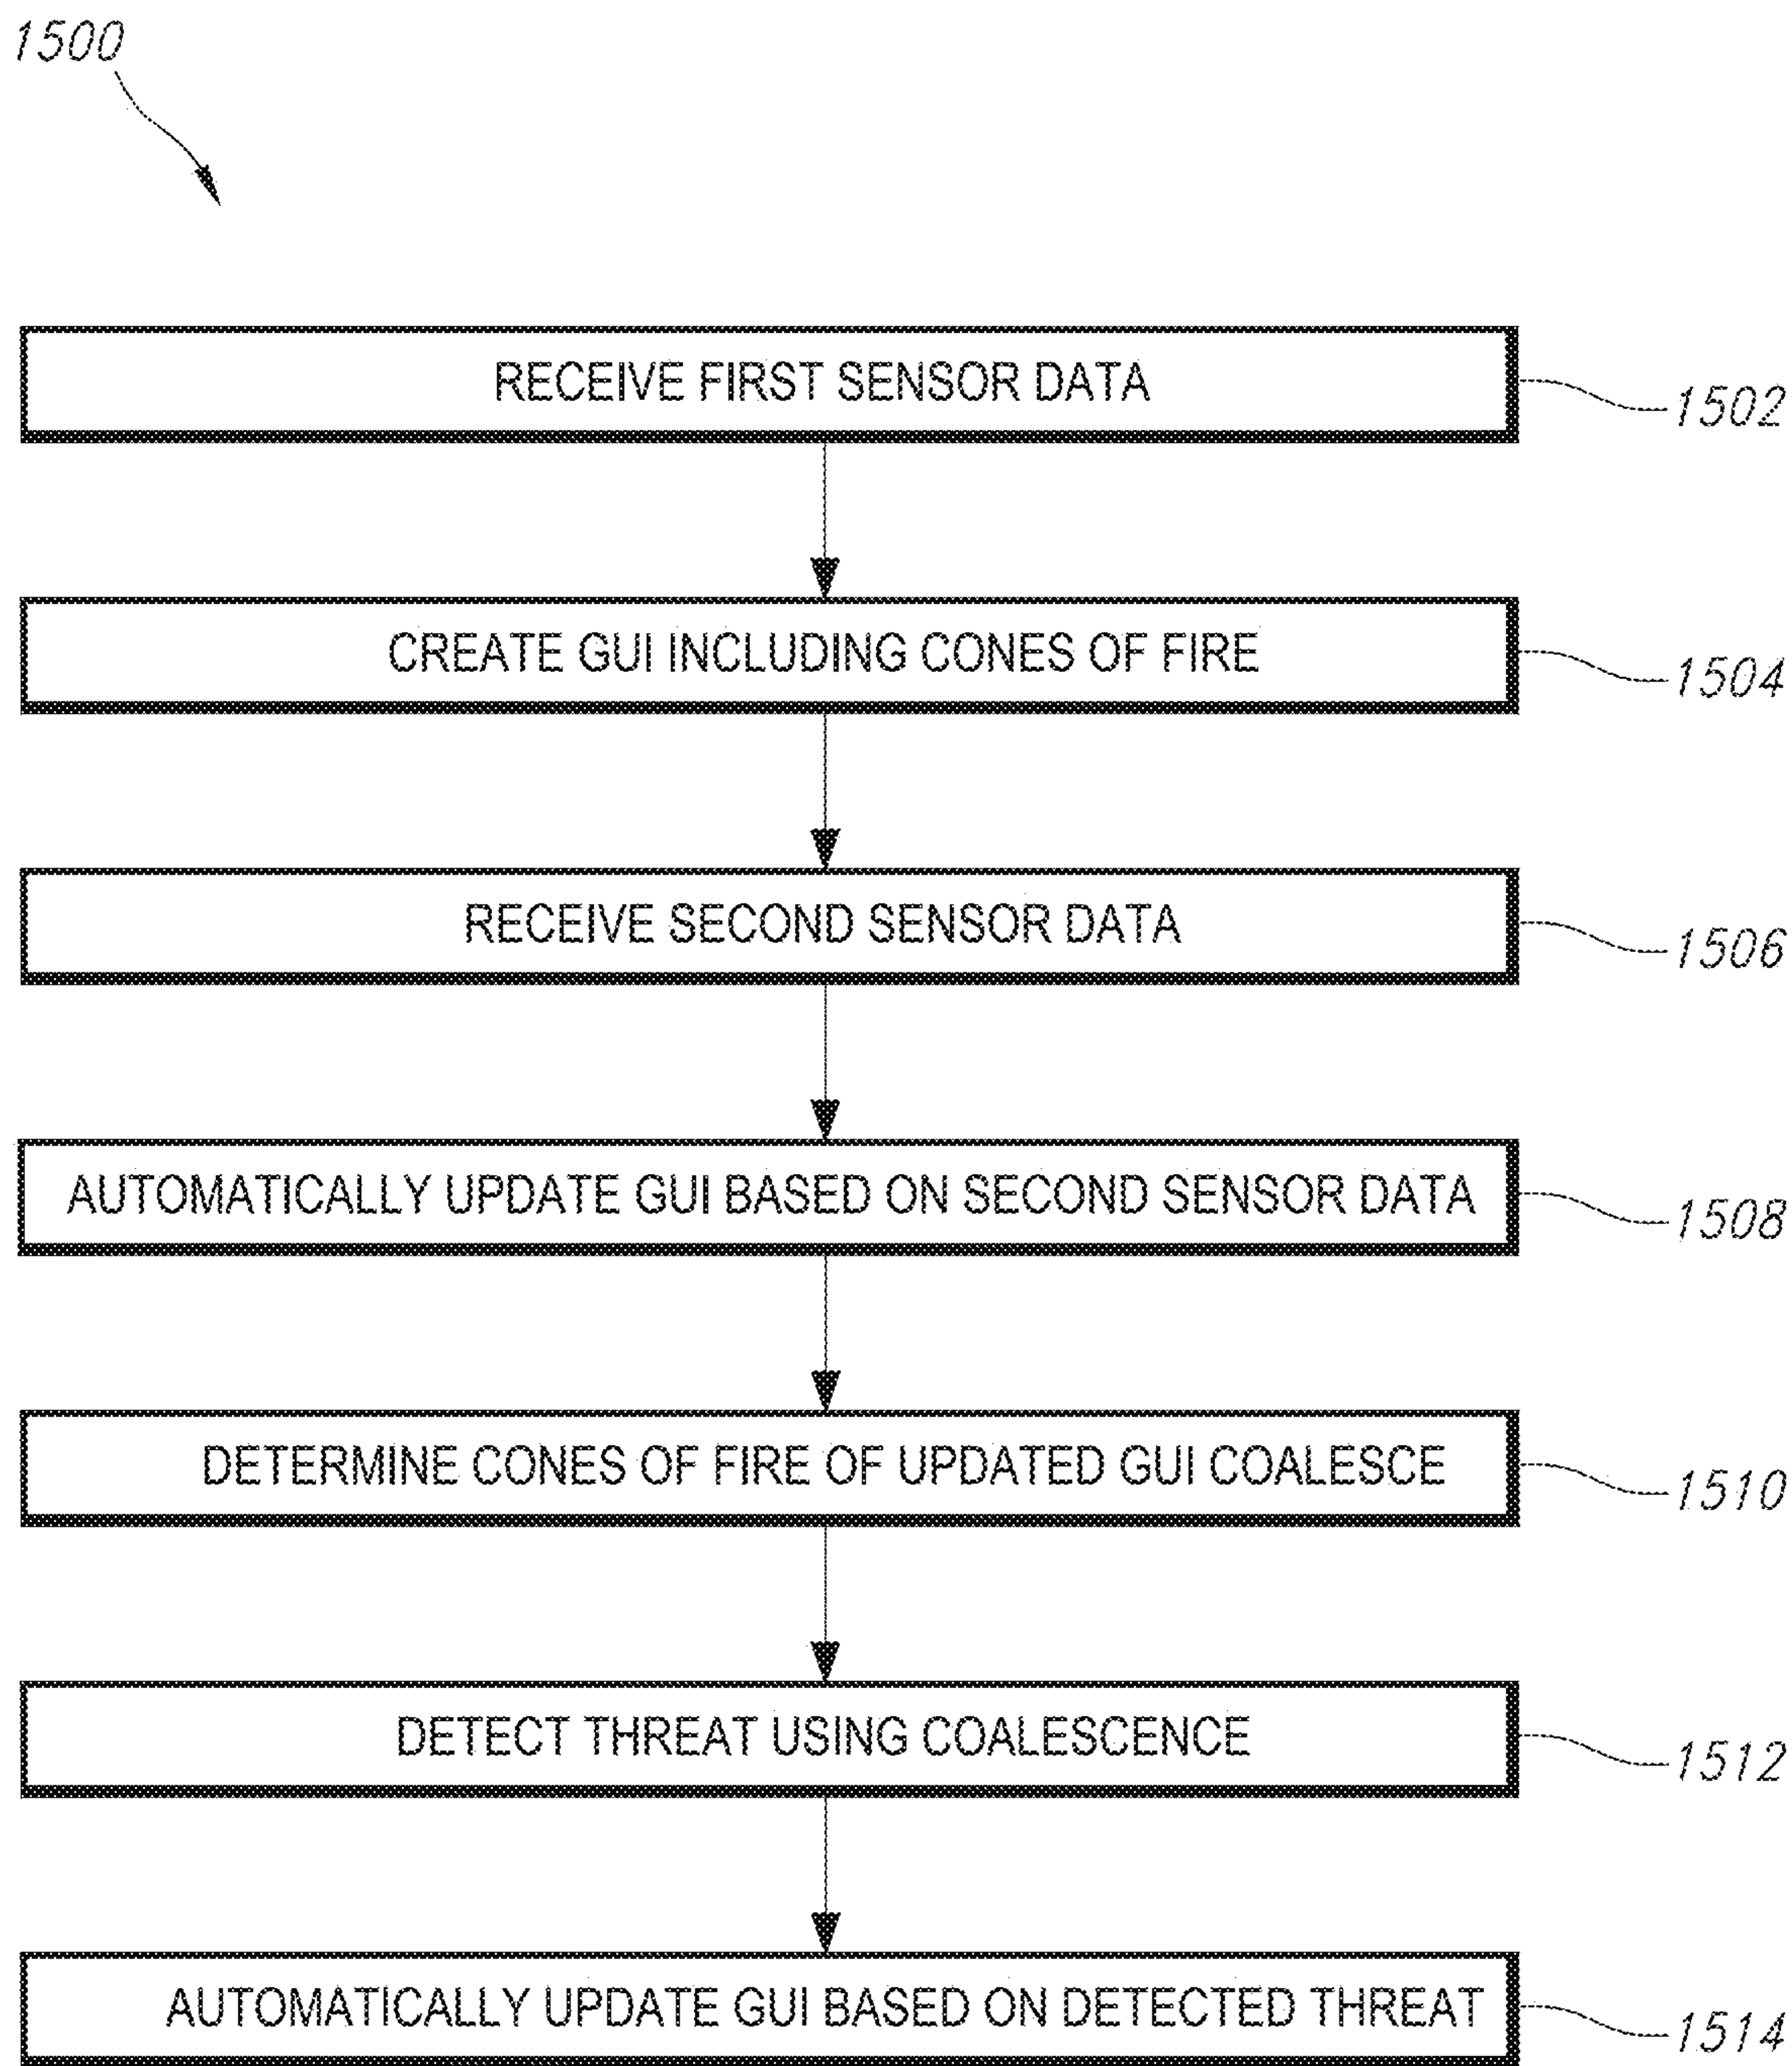 1500
RECEIVE FIRST SENSOR DATA
1502
CREATE GUI INCLUDING CONES OF FIRE
1504
RECEIVE SECOND SENSOR DATA
1506
AUTOMATICALLY UPDATE GUI BASED ON SECOND SENSOR DATA
1508
DETERMINE CONES OF FIRE OF UPDATED GUI COALESCE
1510
DETECT THREAT USING COALESCENCE
1512
AUTOMATICALLY UPDATE GUI BASED ON DETECTED THREAT
1514